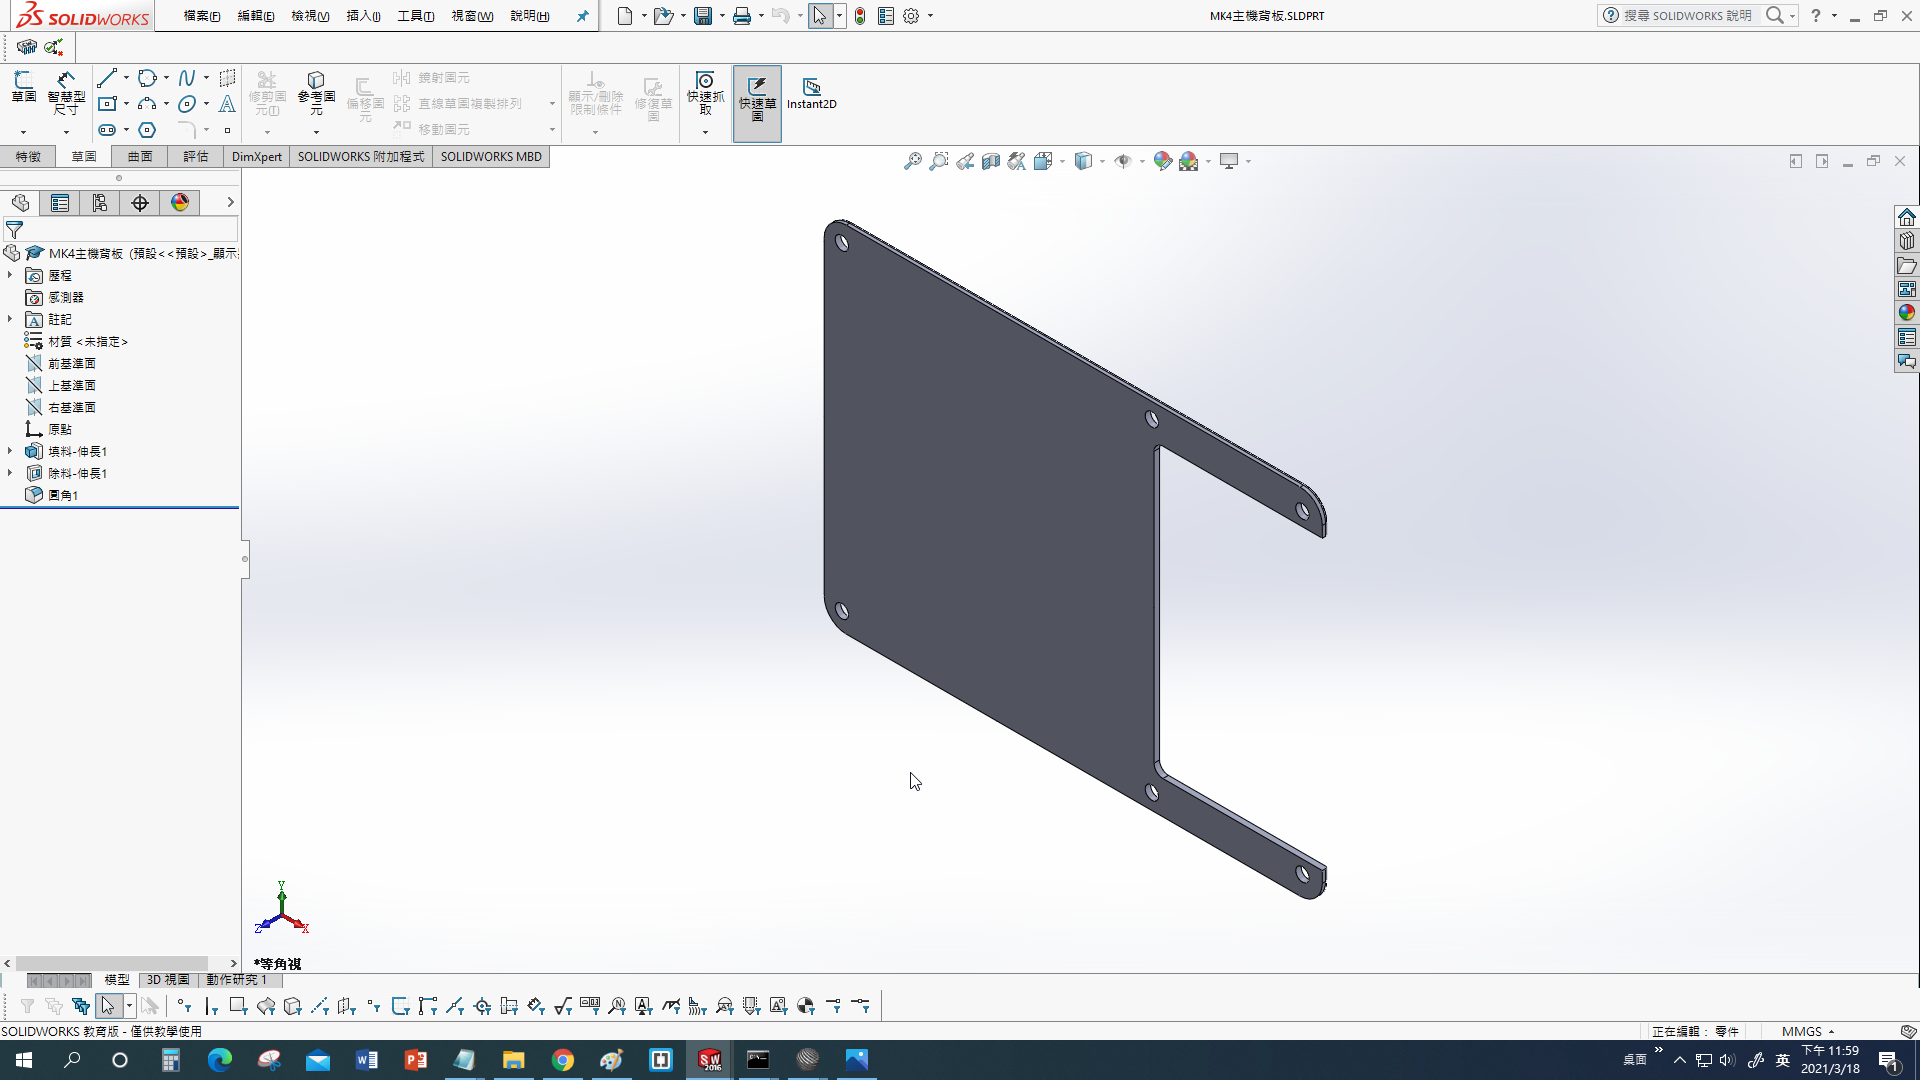 SOLIDWORKS
檔案(F) 編輯(E) 檢視(V) 插入(I) 工具(T) 視窗(W) 說明(H)
MK4主機背板.SLDPRT
搜尋 SOLIDWORKS 說明
草圖
智慧型尺寸
修剪圖元(T)
參考圖元
偏移圖元
鏡射圖元
直線草圖複製排列
移動圖元
顯示/刪除限制條件
修復草圖
快速抓取
快速草圖
Instant2D
特徵 草圖 曲面 評估 DimXpert SOLIDWORKS 附加程式 SOLIDWORKS MBD
MK4主機背板 (預設<<預設>_顯示
歷程
感測器
註記
材質 <未指定>
前基準面
上基準面
右基準面
原點
填料-伸長1
除料-伸長1
圓角1
Y
Z
X
*等角視
模型 3D 視圖 動作研究 1
SOLIDWORKS 教育版 - 僅供教學使用
正在編輯： 零件
MMGS
桌面
英
下午 11:59
2021/3/18
1